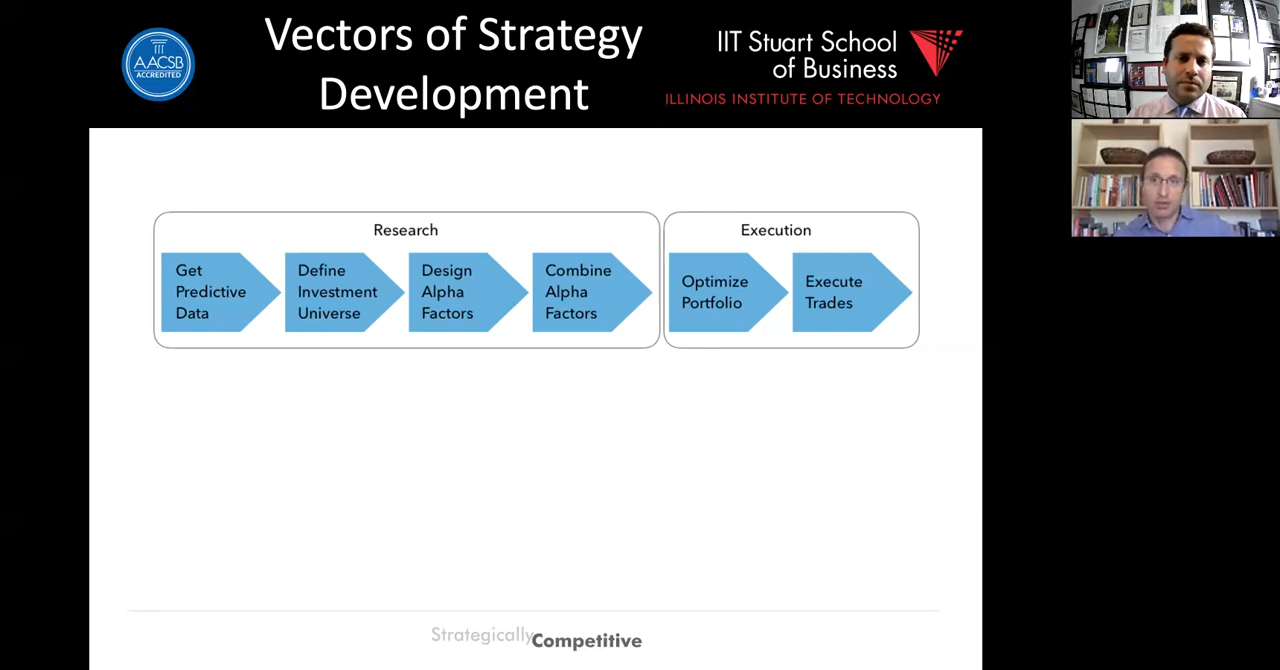 Vectors of Strategy
Development
AACSB
ACCREDITED
IIT Stuart School
of Business
ILLINOIS INSTITUTE OF TECHNOLOGY
Research
Get
Predictive
Data
Define
Investment
Universe
Design
Alpha
Factors
Combine
Alpha
Factors
Execution
Optimize
Portfolio
Execute
Trades
StrategicallyCompetitive